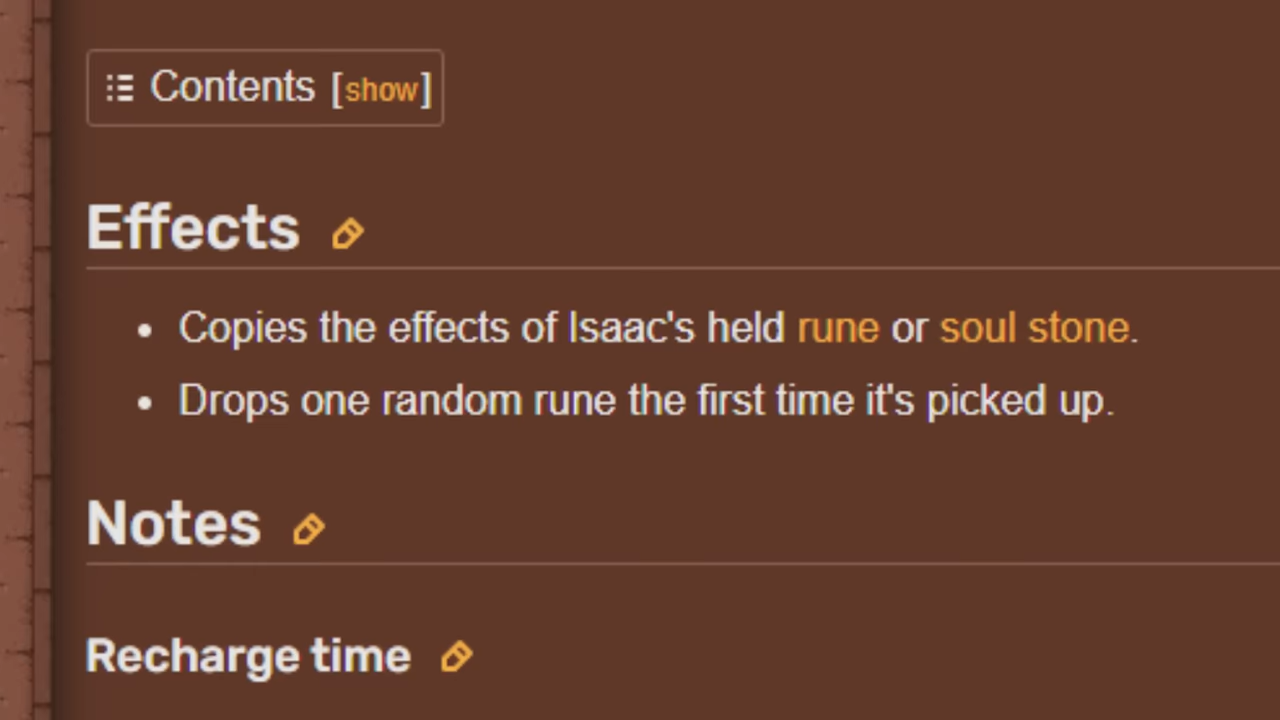 Contents [show]
Effects
Copies the effects of Isaac's held rune or soul stone.
Drops one random rune the first time it's picked up.
Notes
Recharge time